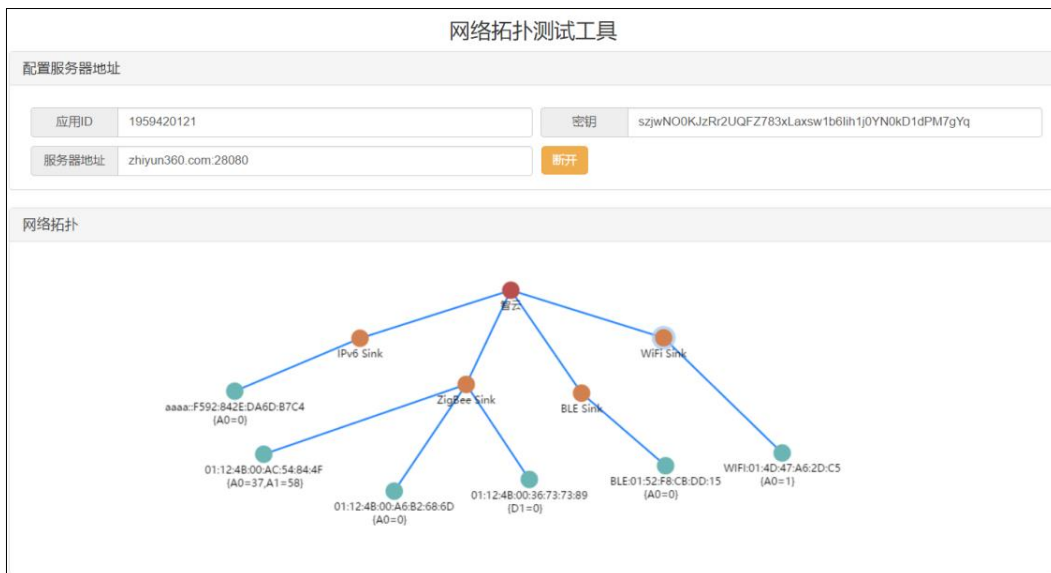 网络拓扑测试工具
配置服务器地址
应用ID 1959420121 密钥 szjwNO0KJzRr2UQFZ783xLaxsw1b6Iih1j0YN0kD1dPM7gYq
服务器地址 zhiyun360.com:28080 断开
网络拓扑
智云
IPv6 Sink
WiFi Sink
ZigBee Sink
BLE Sink
aaaa::F592:842E:DA6D:B7C4
{A0=0}
01:12:4B:00:AC:54:84:4F
{A0=37,A1=58}
01:12:4B:00:A6:B2:68:6D
{A0=0}
01:12:4B:00:36:73:73:89
{D1=0}
BLE:01:52:F8:CB:DD:15
{A0=0}
WIFI:01:4D:47:A6:2D:C5
{A0=1}